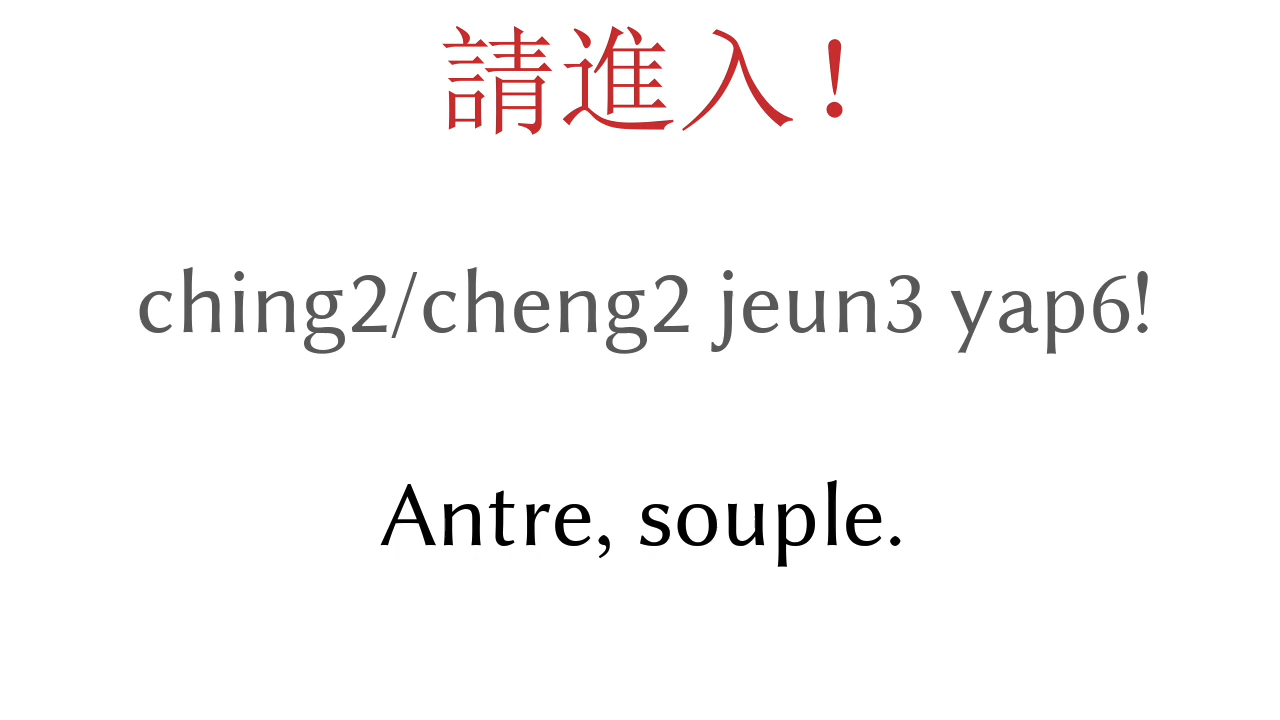 請進入！
ching2/cheng2 jeun3 yap6!
Antre, souple.